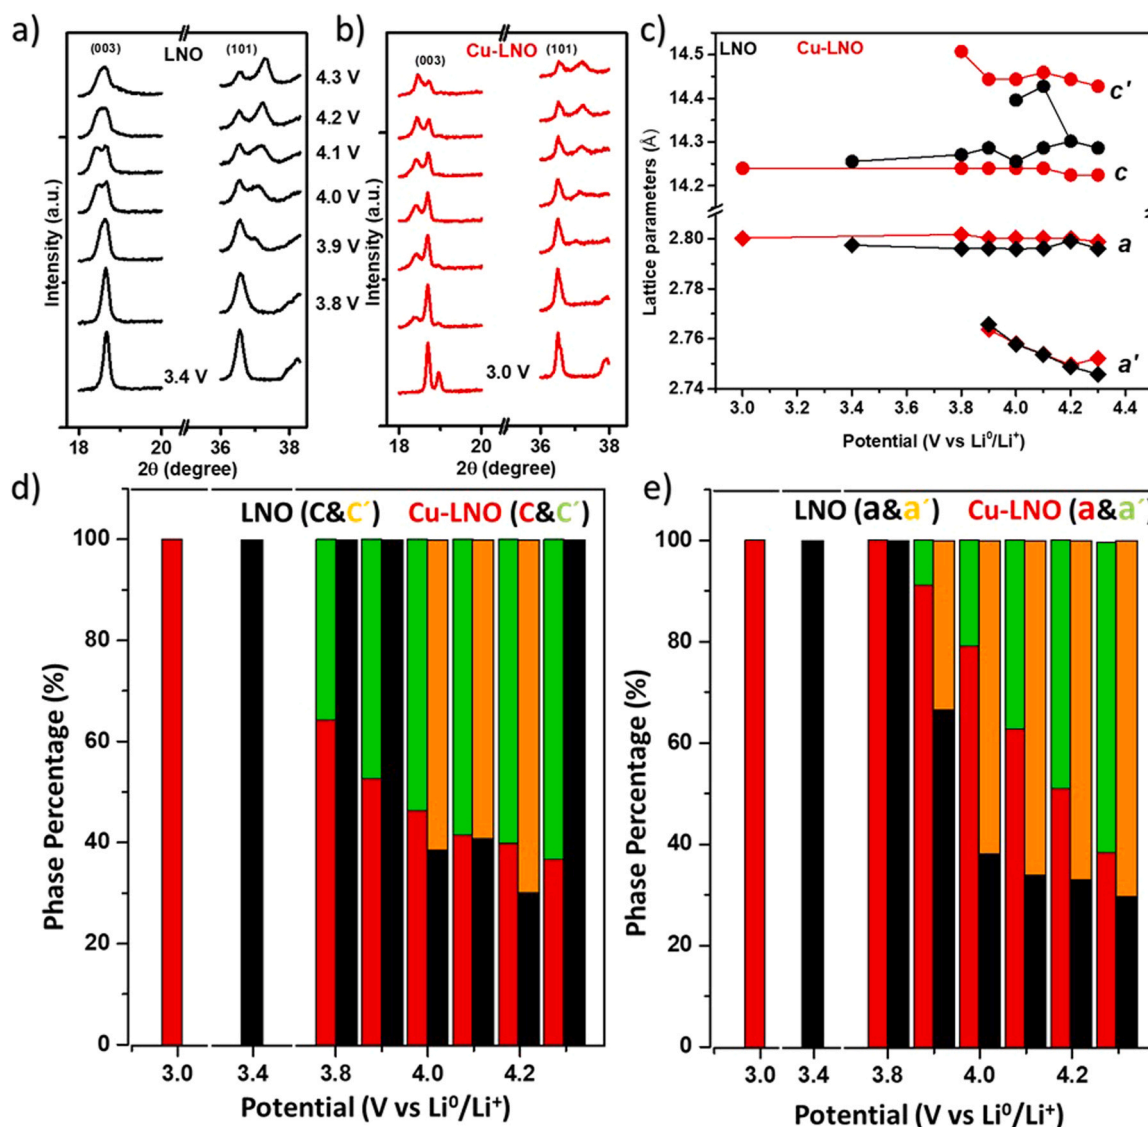 a)
(003)
LNO
(101)
4.3 V
4.2 V
4.1 V
4.0 V
3.9 V
3.8 V
3.4 V
Intensity (a.u.)
18 20 36 38
2θ (degree)
b)
Cu-LNO
(003)
(101)
3.0 V
Intensity (a.u.)
18 20 36 38
2θ (degree)
c)
LNO Cu-LNO
14.5
14.4
14.3
14.2
2.80
2.78
2.76
2.74
c'
c
a
a'
Lattice parameters (Å)
3.0 3.2 3.4 3.6 3.8 4.0 4.2 4.4
Potential (V vs Li⁰/Li⁺)
d)
LNO (C&C´) Cu-LNO (C&C´)
100
80
60
40
20
0
Phase Percentage (%)
3.0 3.4 3.8 4.0 4.2
Potential (V vs Li⁰/Li⁺)
e)
LNO (a&a´) Cu-LNO (a&a´)
100
80
60
40
20
0
Phase Percentage (%)
3.0 3.4 3.8 4.0 4.2
Potential (V vs Li⁰/Li⁺)